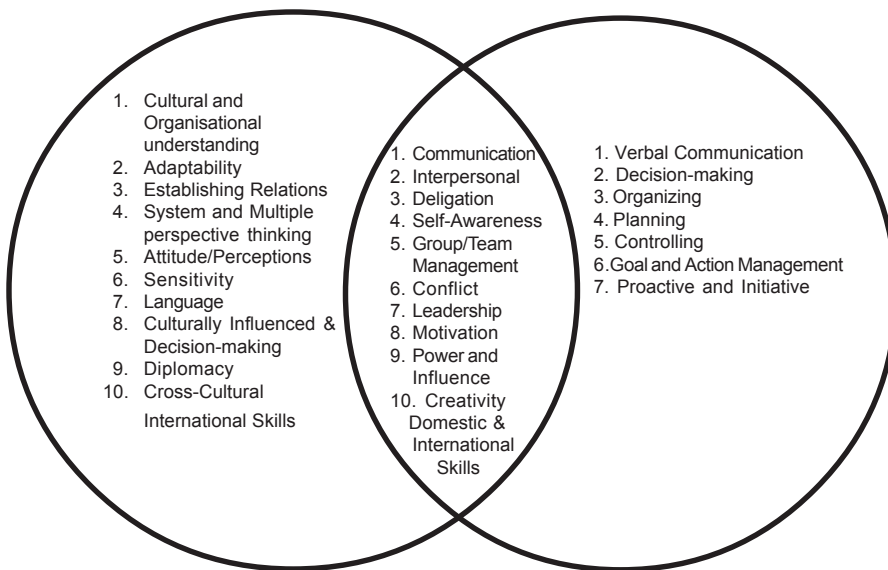 1. Cultural and
Organisational
understanding
2. Adaptability
3. Establishing Relations
4. System and Multiple
perspective thinking
5. Attitude/Perceptions
6. Sensitivity
7. Language
8. Culturally Influenced &
Decision-making
9. Diplomacy
10. Cross-Cultural
International Skills
1. Communication
2. Interpersonal
3. Deligation
4. Self-Awareness
5. Group/Team
Management
6. Conflict
7. Leadership
8. Motivation
9. Power and
Influence
10. Creativity
Domestic &
International
Skills
1. Verbal Communication
2. Decision-making
3. Organizing
4. Planning
5. Controlling
6.Goal and Action Management
7. Proactive and Initiative